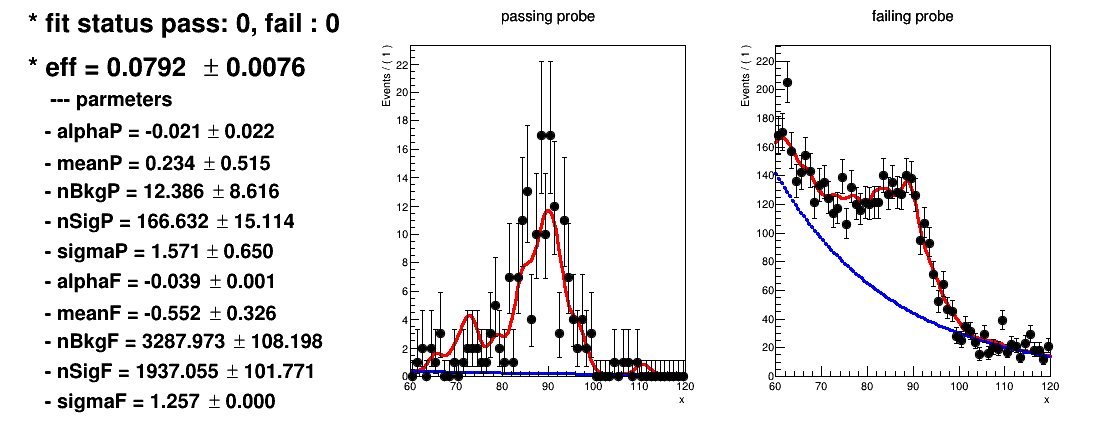 * fit status pass: 0, fail : 0
* eff = 0.0792 ± 0.0076
--- parmeters
- alphaP = -0.021 ± 0.022
- meanP = 0.234 ± 0.515
- nBkgP = 12.386 ± 8.616
- nSigP = 166.632 ± 15.114
- sigmaP = 1.571 ± 0.650
- alphaF = -0.039 ± 0.001
- meanF = -0.552 ± 0.326
- nBkgF = 3287.973 ± 108.198
- nSigF = 1937.055 ± 101.771
- sigmaF = 1.257 ± 0.000
passing probe
Events / ( 1 )
22
20
18
16
14
12
10
8
6
4
2
0
60 70 80 90 100 110 120
x
failing probe
Events / ( 1 )
220
200
180
160
140
120
100
80
60
40
20
0
60 70 80 90 100 110 120
x